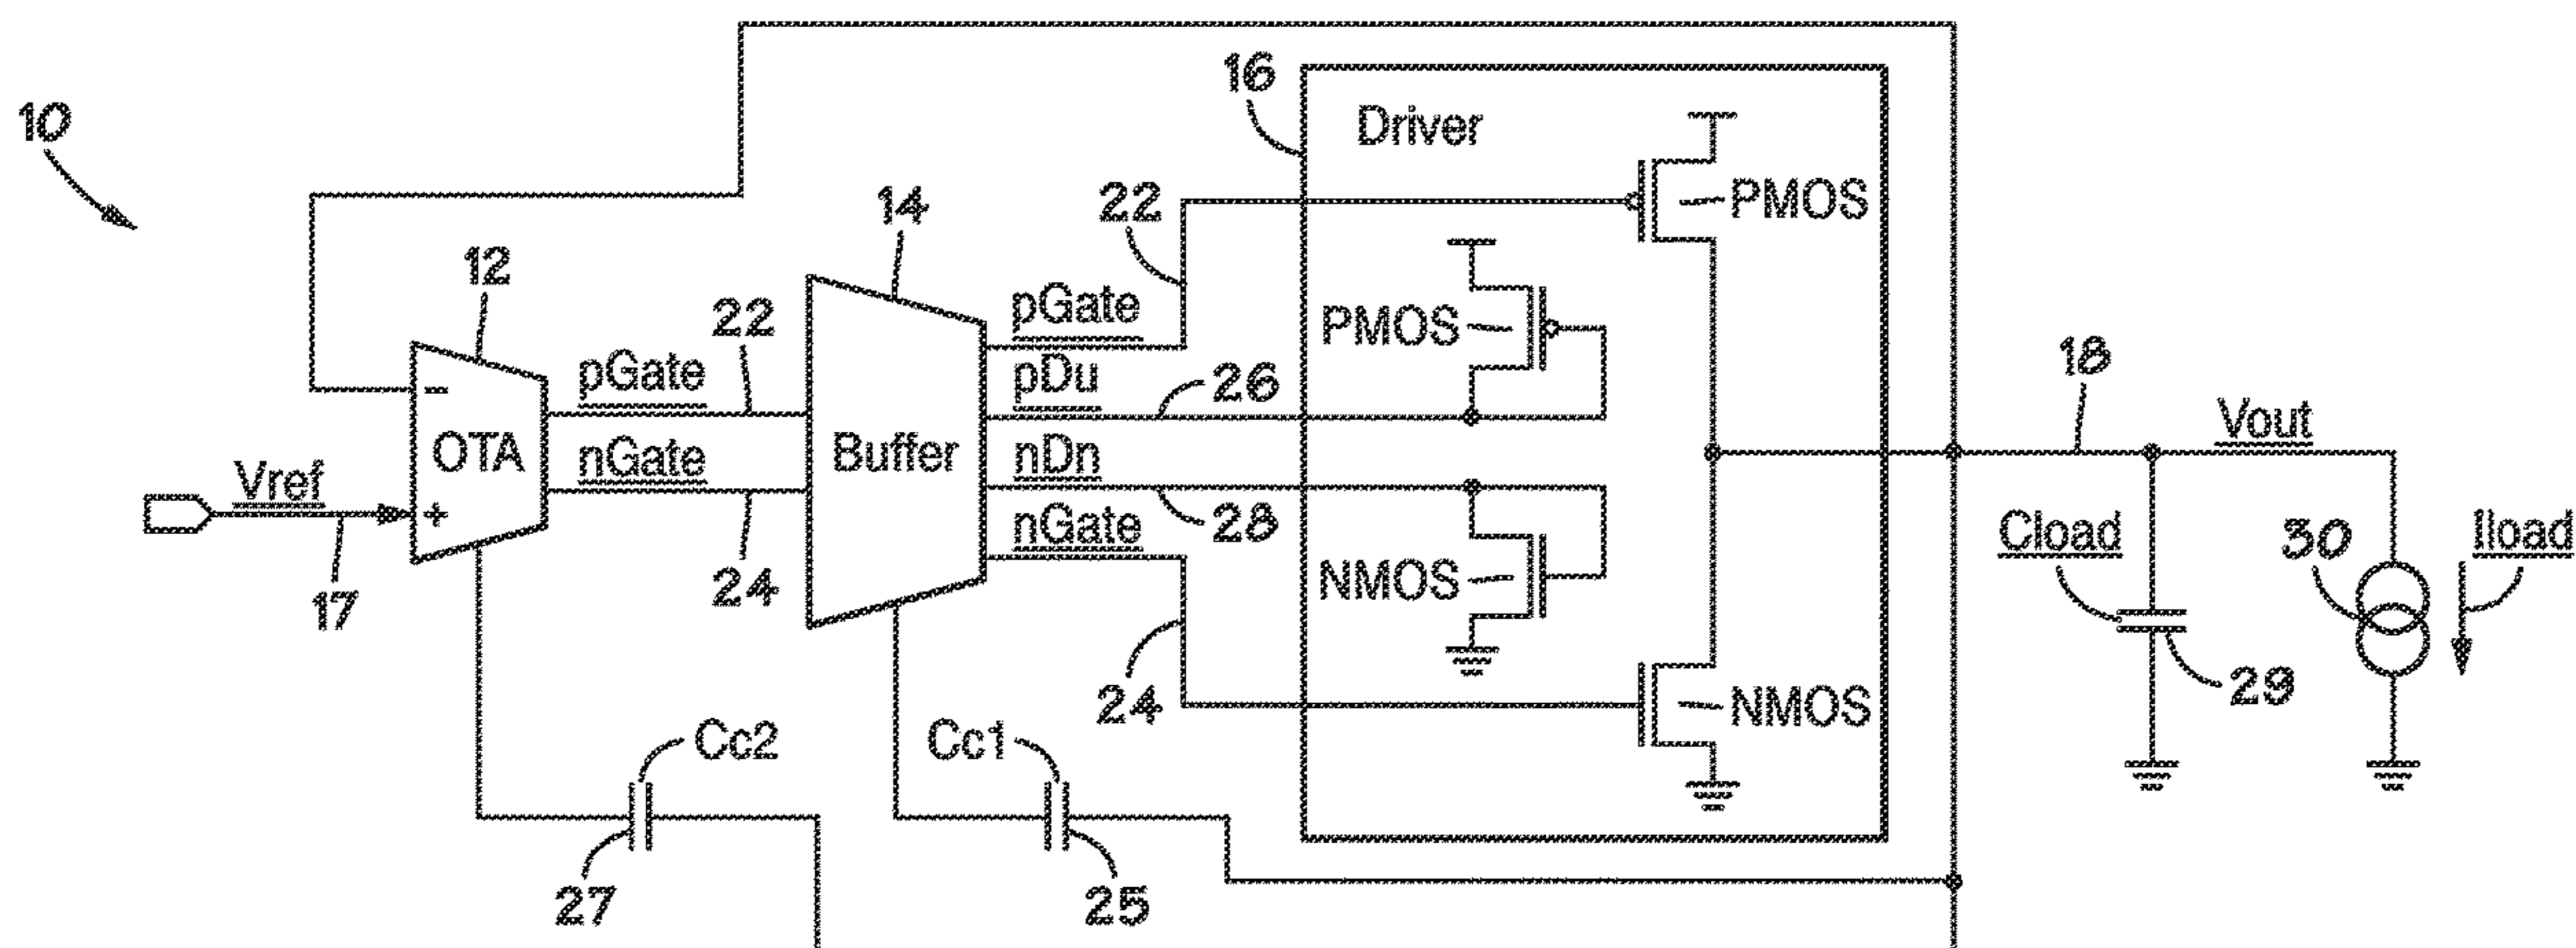 10
16
Driver
PMOS
22
14
12
pGate
22
PMOS
pGate
pDu
26
18
Vout
OTA
nGate
Buffer
nDn
28
Vref
-
+
17
24
nGate
NMOS
Cload
30
Iload
24
NMOS
29
Cc2
Cc1
27
25